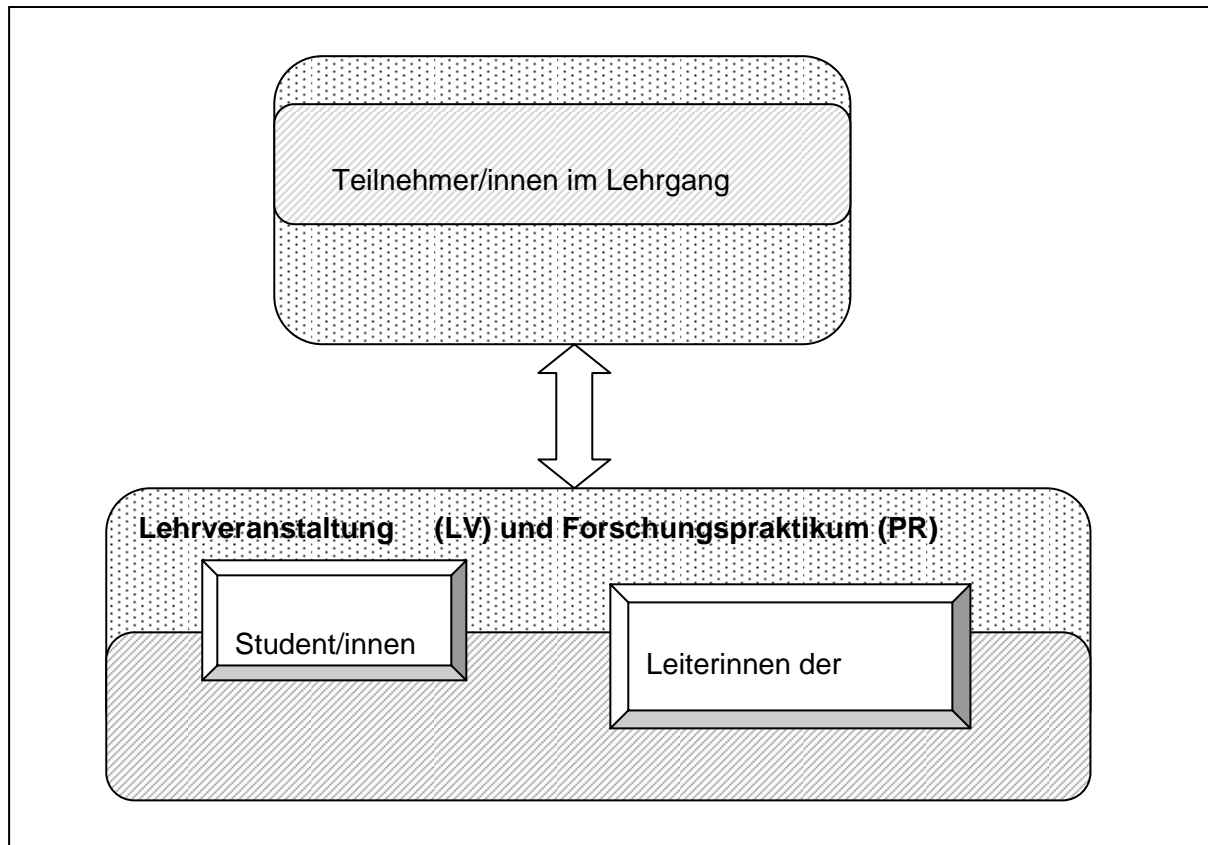 Teilnehmer/innen im Lehrgang
Lehrveranstaltung (LV) und Forschungspraktikum (PR)
Student/innen
Leiterinnen der